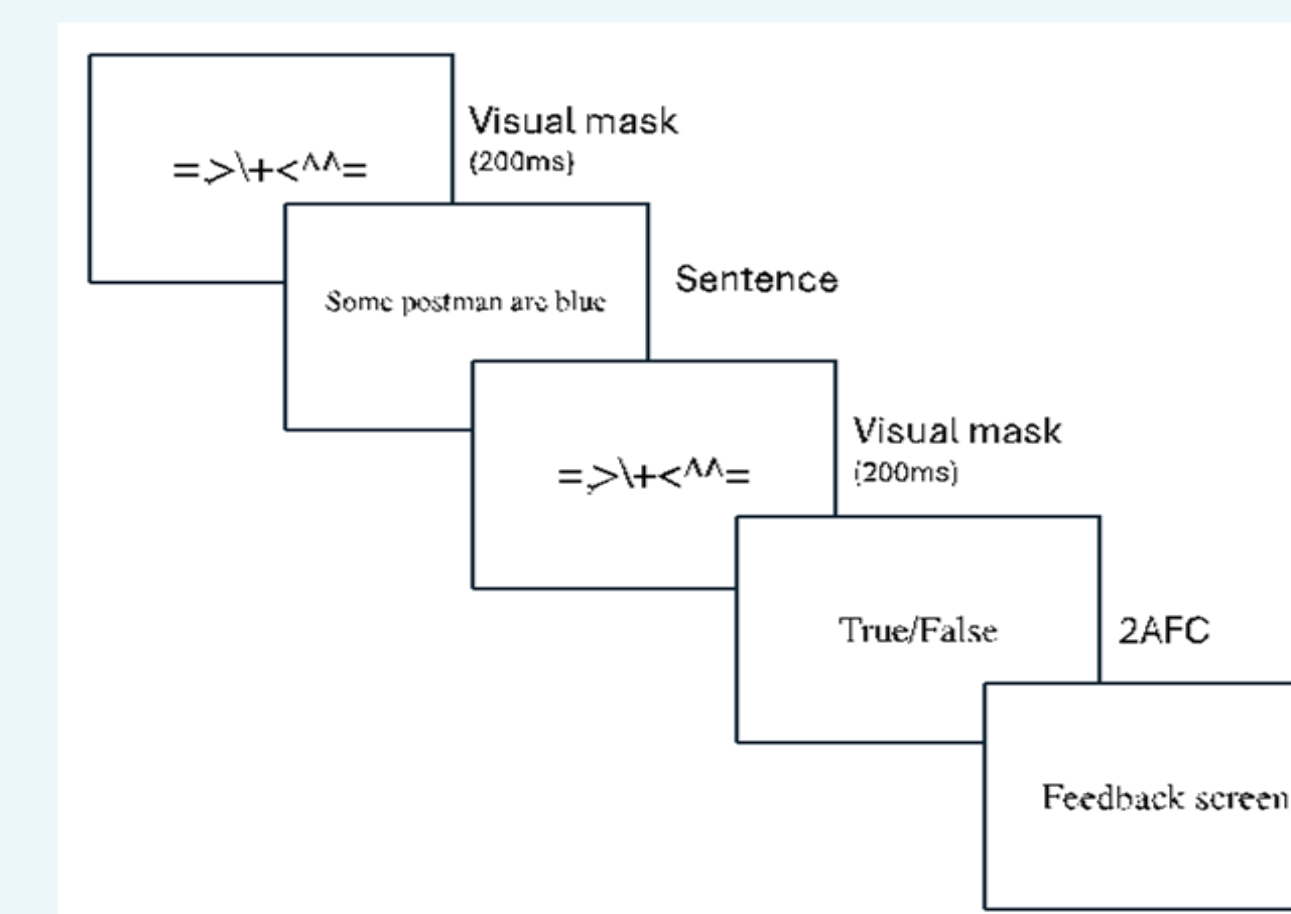 =,>\+<^^=
Visual mask
(200ms)
Some postman are blue
Sentence
=,>\+<^^=
Visual mask
(200ms)
True/False
2AFC
Feedback screen